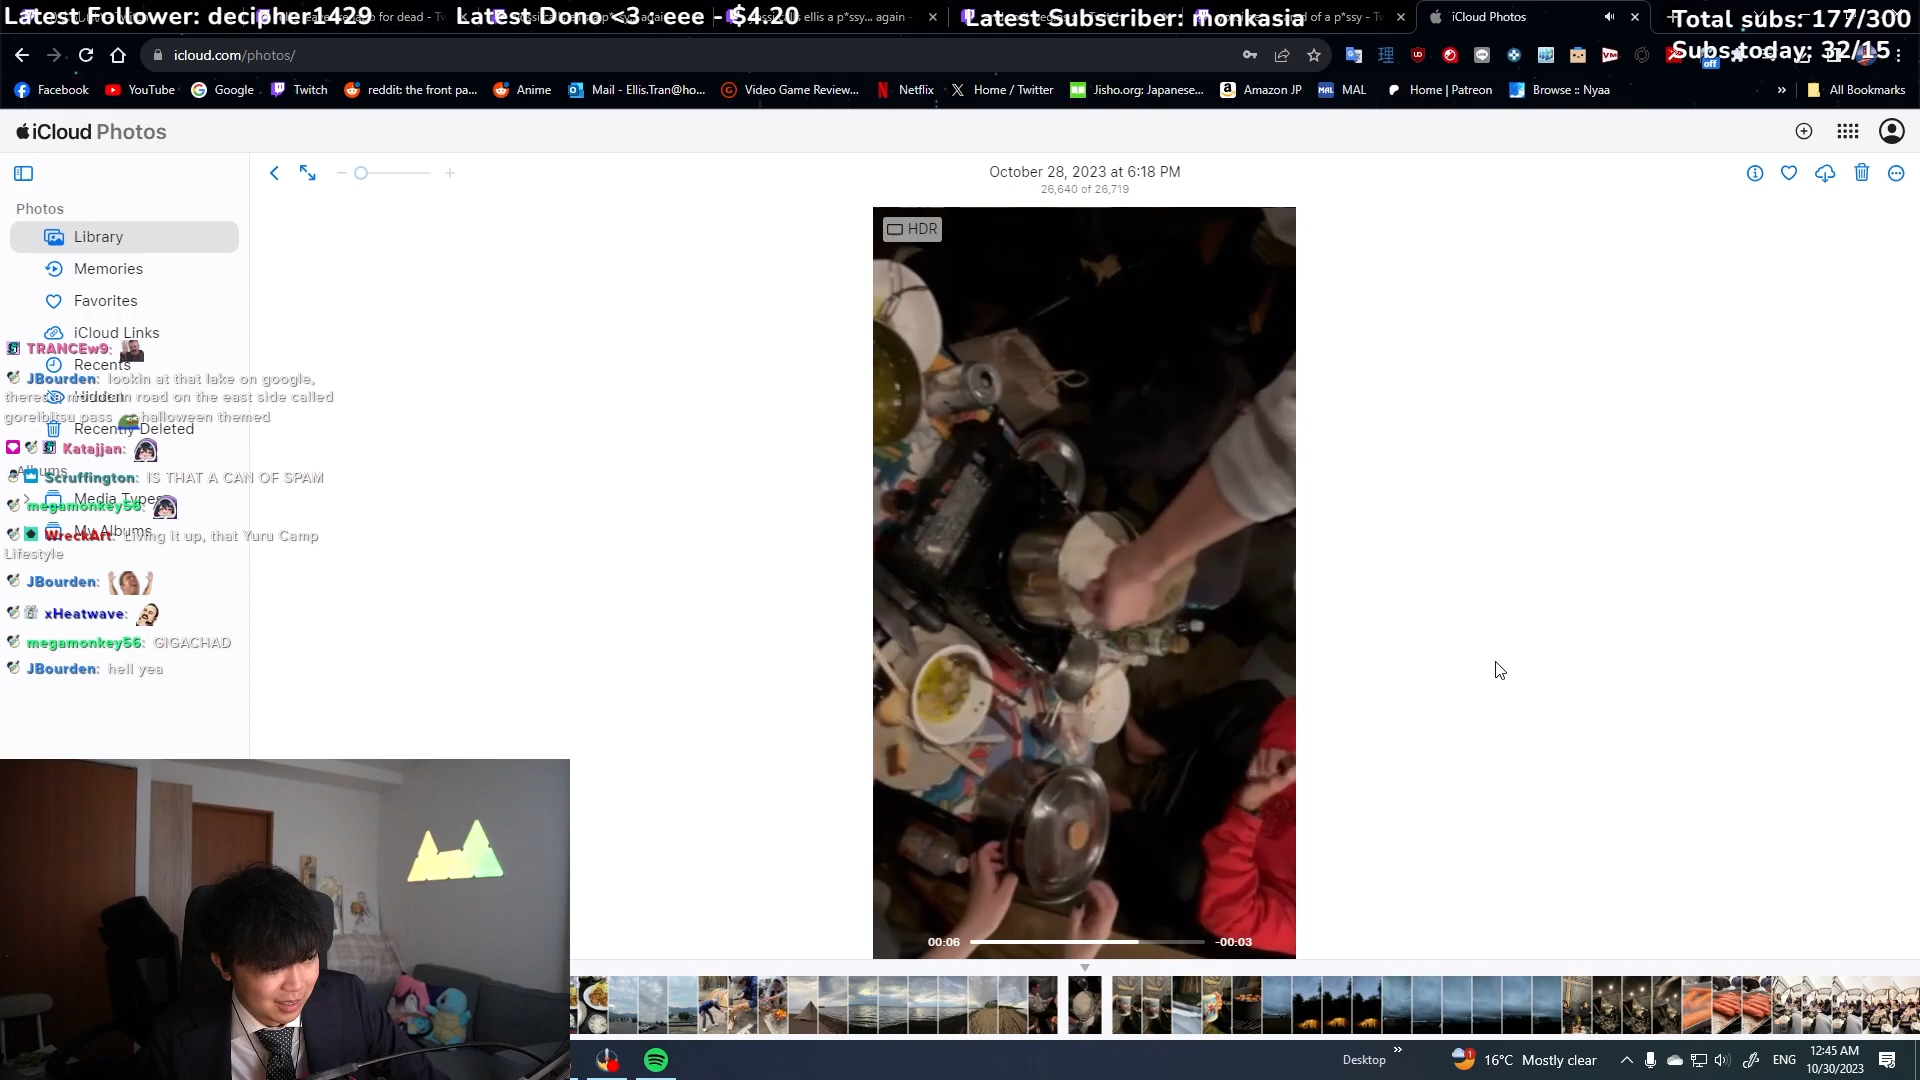 Latest Follower: decipher1429
Latest Dono <3 : eee - $4.20
Latest Subscriber: monkasin
Total subs: 177/300
Subs today: 32/15
iCloud Photos
icloud.com/photos/
Facebook
YouTube
Google
Twitch
reddit: the front pa...
Anime
Mail - Ellis.Tran@ho...
Video Game Review...
Netflix
Home / Twitter
Jisho.org: Japanese...
Amazon JP
MAL
Home | Patreon
Browse :: Nyaa
»
All Bookmarks
iCloud Photos
October 28, 2023 at 6:18 PM
26,640 of 26,719
Photos
Library
Memories
Favorites
iCloud Links
Recents
Hidden
Recently Deleted
Albums
Media Types
My Albums
TRANCEw9:
JBourden: lookin at that lake on google,
theres a mountain road on the east side called
goreibitsu pass halloween themed
Katajjan:
Scruffington: IS THAT A CAN OF SPAM
megamonkey56:
WreckArt: Living it up, that Yuru Camp
Lifestyle
JBourden:
xHeatwave:
megamonkey56: GIGACHAD
JBourden: hell yea
HDR
00:06
-00:03
Desktop
»
16°C Mostly clear
ENG
12:45 AM
10/30/2023